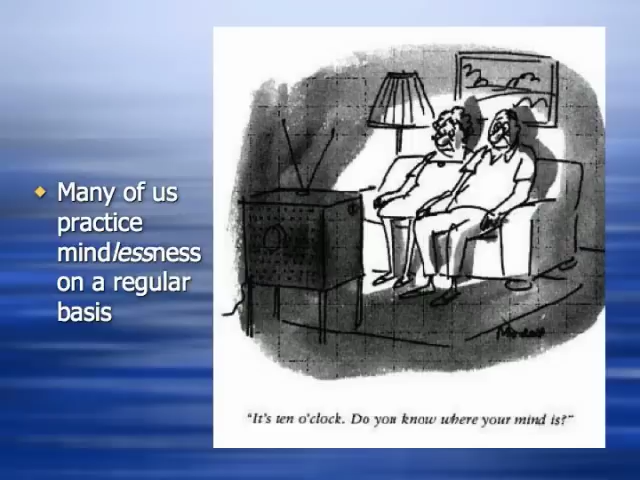 Many of us
practice
mindlessness
on a regular
basis
"It's ten o'clock. Do you know where your mind is?"